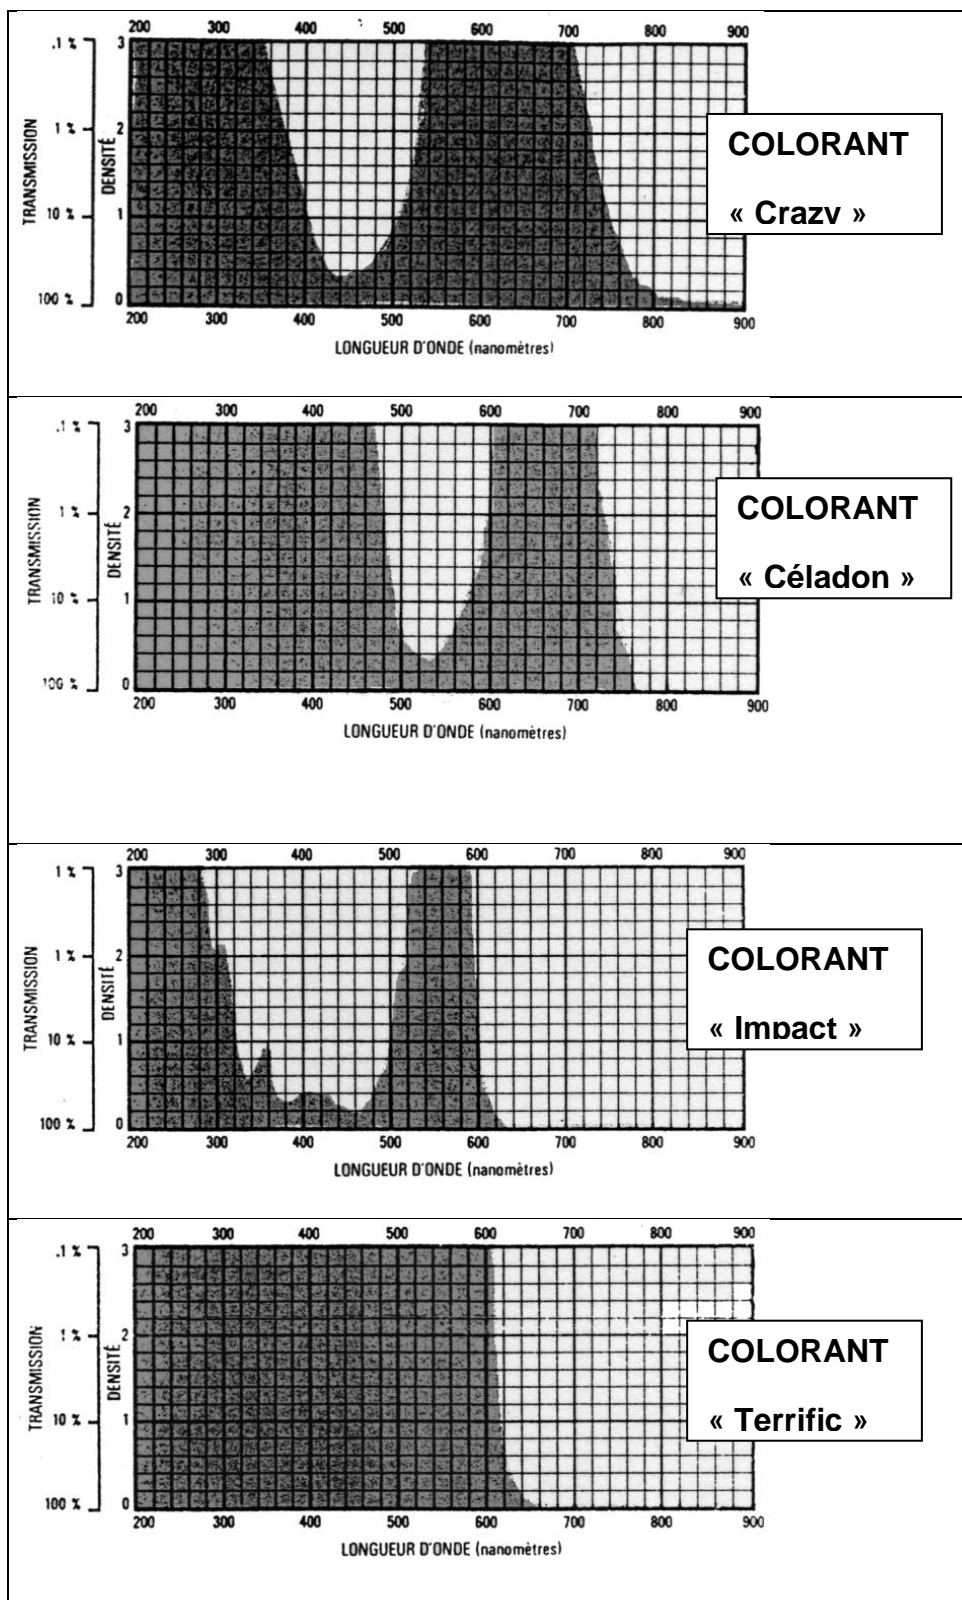 200 300 400 500 600 700 800 900
.1 % 3
1 % 2
10 % 1
100 % 0
TRANSMISSION
DENSITÉ
200 300 400 500 600 700 800 900
LONGUEUR D'ONDE (nanomètres)
COLORANT
« Crazy »
200 300 400 500 600 700 800 900
.1 % 3
1 % 2
10 % 1
100 % 0
TRANSMISSION
DENSITÉ
200 300 400 500 600 700 800 900
LONGUEUR D'ONDE (nanomètres)
COLORANT
« Céladon »
200 300 400 500 600 700 800 900
1 % 3
1 % 2
10 % 1
100 % 0
TRANSMISSION
DENSITÉ
200 300 400 500 600 700 800 900
LONGUEUR D'ONDE (nanomètres)
COLORANT
« Impact »
200 300 400 500 600 700 800 900
.1 % 3
1 % 2
10 % 1
100 % 0
TRANSMISSION
DENSITÉ
200 300 400 500 600 700 800 900
LONGUEUR D'ONDE (nanomètres)
COLORANT
« Terrific »